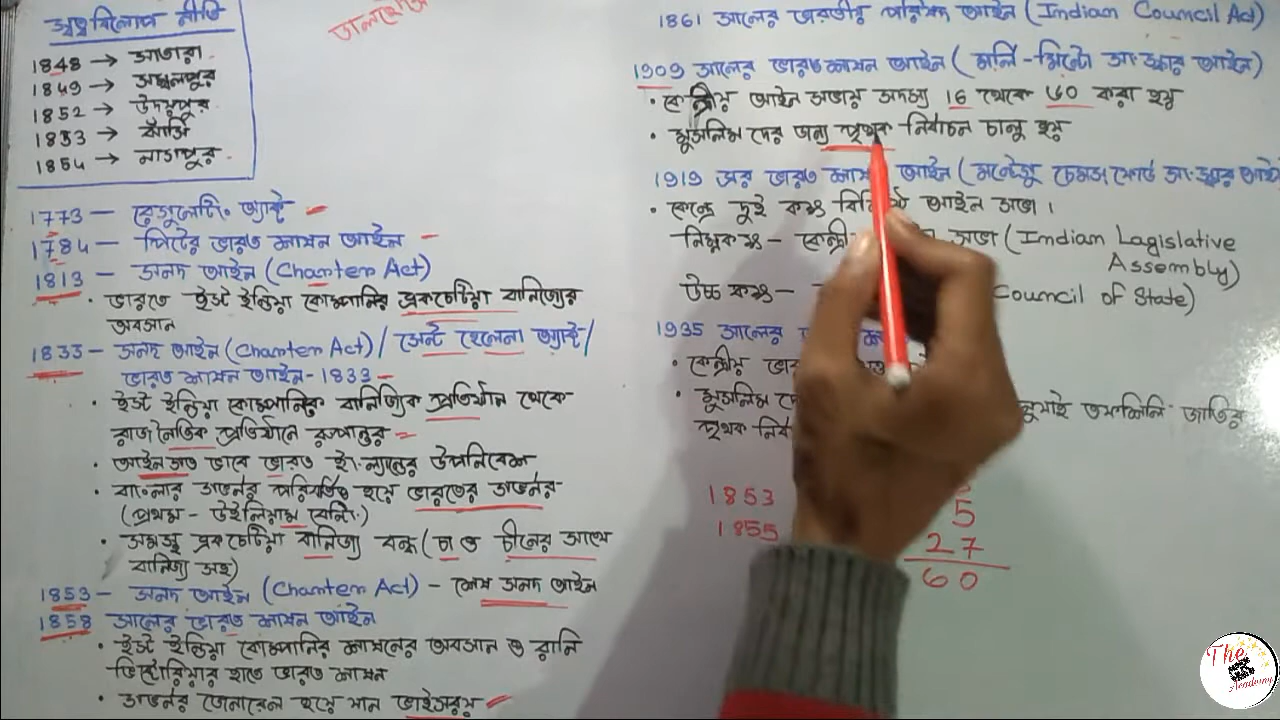 স্বত্ববিলোপ নীতি
1848 → সাতারা
1849 → সম্বলপুর
1852 → উদয়পুর
1853 → ঝাঁসি
1854 → নাগপুর
1773 — রেগুলেটিং অ্যাক্ট
1784 — পিটের ভারত শাসন আইন
1813 — সনদ আইন (Charter Act)
• ভারতে ইস্ট ইন্ডিয়া কোম্পানির একচেটিয়া বানিজ্যের
অবসান
1833 — সনদ আইন (Charter Act) / সেন্ট হেলেনা অ্যাক্ট /
ভারত শাসন আইন - 1833
• ইস্ট ইন্ডিয়া কোম্পানির বানিজ্যিক প্রতিষ্ঠান থেকে
রাজনৈতিক প্রতিষ্ঠানে রূপান্তর
• আইনগত ভাবে ভারত ইংল্যান্ডের উপনিবেশ
• বাংলার গভর্নর পরিবর্তিত হয়ে ভারতের গভর্নর
(প্রথম - উইলিয়াম বেন্টিং)
• সমস্ত একচেটিয়া বানিজ্য বন্ধ (চা ও চীনের সাথে
বানিজ্য সহ)
1853 — সনদ আইন (Charter Act) - শেষ সনদ আইন
1858 সালের ভারত শাসন আইন
• ইস্ট ইন্ডিয়া কোম্পানির শাসনের অবসান ও রানি
ভিক্টোরিয়ার হাতে ভারত শাসন
• গভর্নর জেনারেল হয়ে যান ভাইসরয়
1861 সালের ভারতীয় পরিষদ আইন (Indian Council Act)
1909 সালের ভারত শাসন আইন (মর্লি - মিন্টো সংস্কার আইন)
• কেন্দ্রীয় আইন সভায় সদস্য 16 থেকে ৬০ করা হয়
• মুসলিম দের জন্য পৃথক নির্বাচন চালু হয়
1919 এর ভারত শাসন আইন (মন্টেগু চেমসফোর্ড সংস্কার
• কেন্দ্রে দুই কক্ষ বিশিষ্ট আইন সভা।
নিম্নকক্ষ — কেন্দ্রীয় সভা (Indian Lagislative
Assembly)
উচ্চ কক্ষ — Council of State)
1935 সালের
• কেন্দ্রীয়
• মুসলিম তফশিলি জাতির
পৃথক
1853
1855
5
27
60
The
Academy